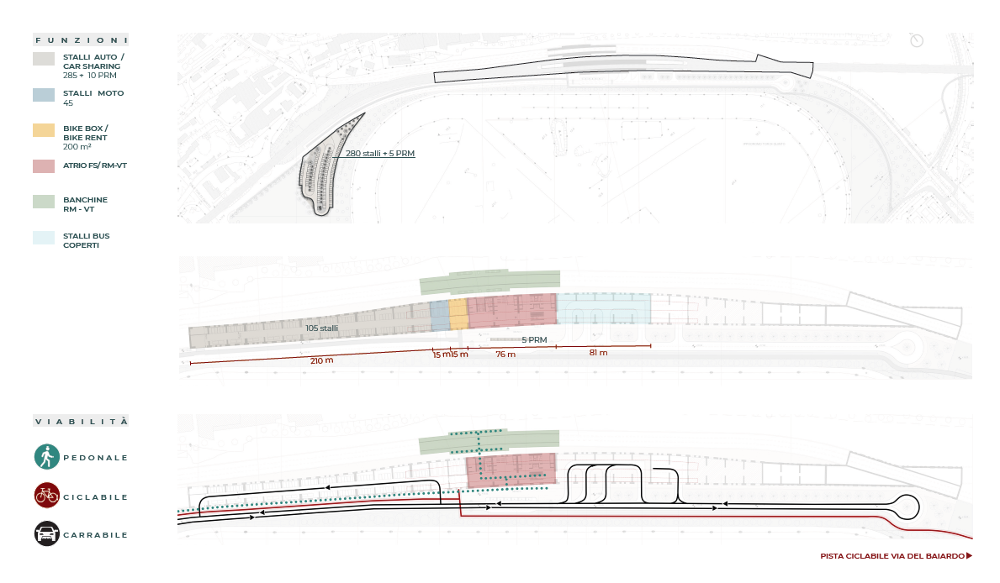 FUNZIONI
STALLI AUTO /
CAR SHARING
285 + 10 PRM
STALLI MOTO
45
BIKE BOX /
BIKE RENT
200 m²
ATRIO FS/RM-VT
BANCHINE
RM - VT
STALLI BUS
COPERTI
280 stalli + 5 PRM
105 stalli
5 PRM
210 m
15 m
15 m
76 m
81 m
VIABILITÀ
PEDONALE
CICLABILE
CARRABILE
PISTA CICLABILE VIA DEL BAIARDO